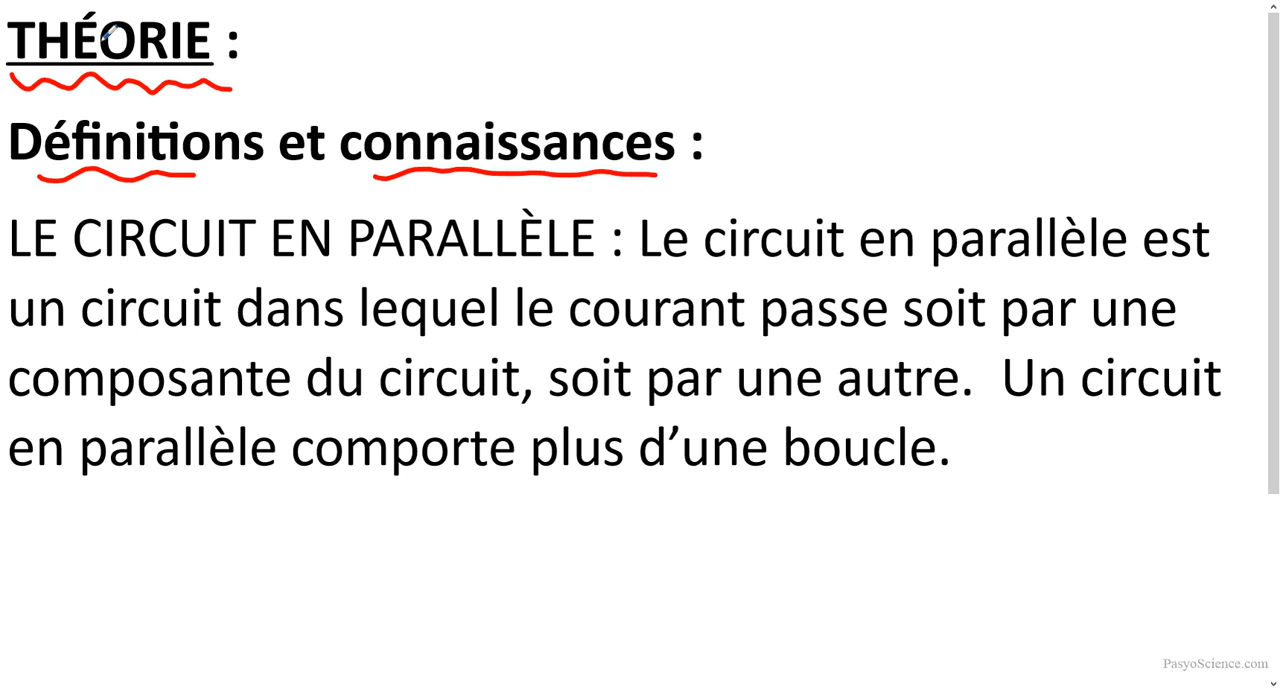 THÉORIE :
Définitions et connaissances :
LE CIRCUIT EN PARALLÈLE : Le circuit en parallèle est
un circuit dans lequel le courant passe soit par une
composante du circuit, soit par une autre.  Un circuit
en parallèle comporte plus d’une boucle.
PasyoScience.com